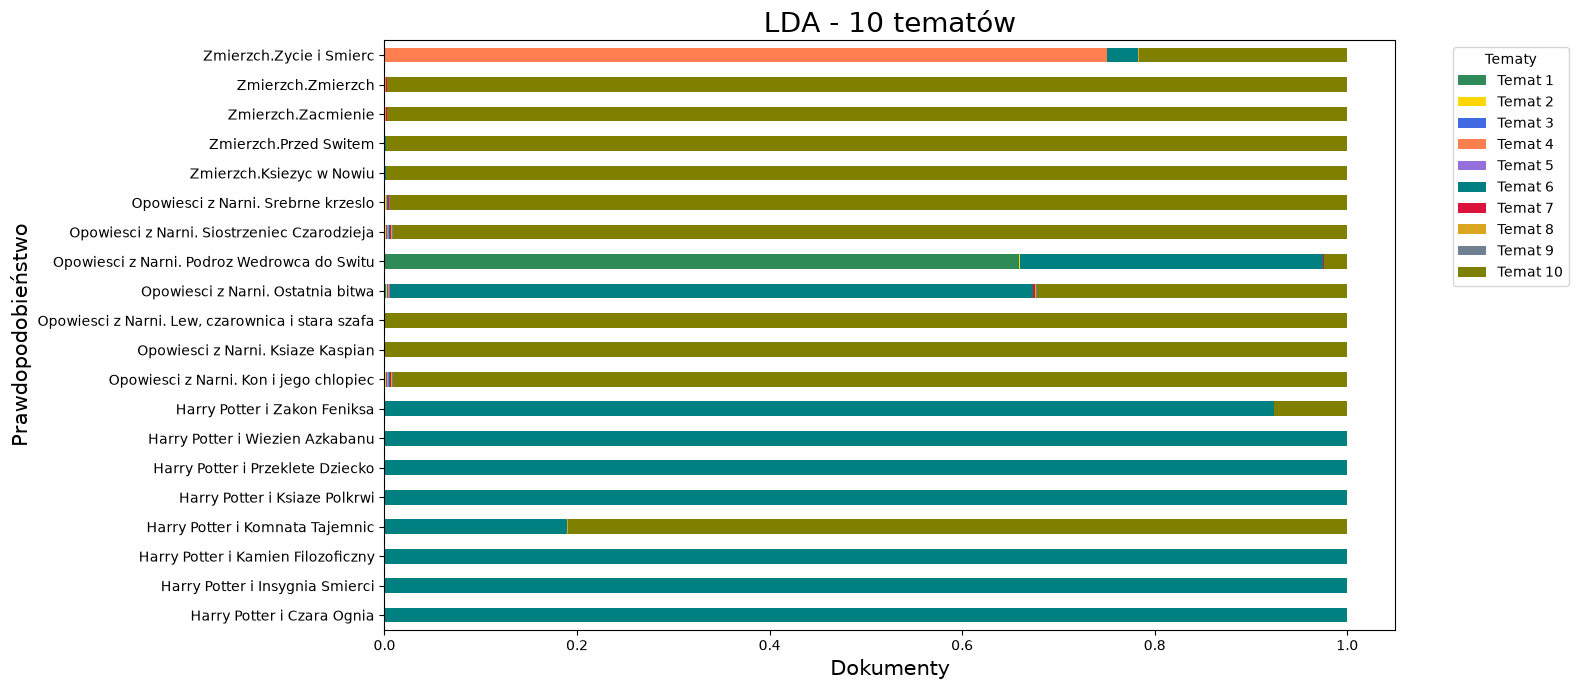 LDA - 10 tematów
Prawdopodobieństwo
Zmierzch.Zycie i Smierc
Zmierzch.Zmierzch
Zmierzch.Zacmienie
Zmierzch.Przed Switem
Zmierzch.Ksiezyc w Nowiu
Opowiesci z Narni. Srebrne krzeslo
Opowiesci z Narni. Siostrzeniec Czarodzieja
Opowiesci z Narni. Podroz Wedrowca do Switu
Opowiesci z Narni. Ostatnia bitwa
Opowiesci z Narni. Lew, czarownica i stara szafa
Opowiesci z Narni. Ksiaze Kaspian
Opowiesci z Narni. Kon i jego chlopiec
Harry Potter i Zakon Feniksa
Harry Potter i Wiezien Azkabanu
Harry Potter i Przeklete Dziecko
Harry Potter i Ksiaze Polkrwi
Harry Potter i Komnata Tajemnic
Harry Potter i Kamien Filozoficzny
Harry Potter i Insygnia Smierci
Harry Potter i Czara Ognia
0.0 0.2 0.4 0.6 0.8 1.0
Dokumenty
Tematy
Temat 1
Temat 2
Temat 3
Temat 4
Temat 5
Temat 6
Temat 7
Temat 8
Temat 9
Temat 10